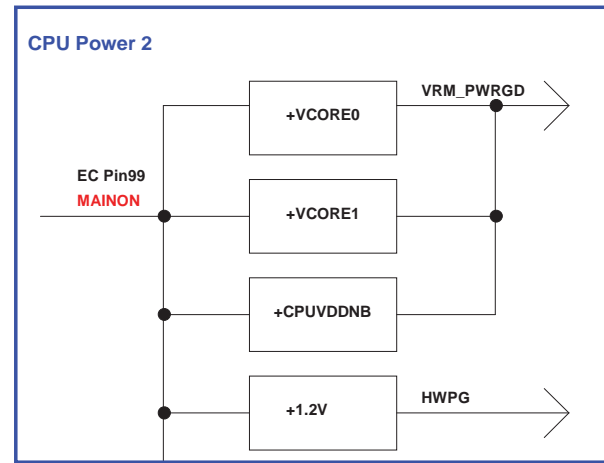 CPU Power 2
VRM_PWRGD
+VCORE0
EC Pin99
MAINON
+VCORE1
+CPUVDDNB
+1.2V
HWPG